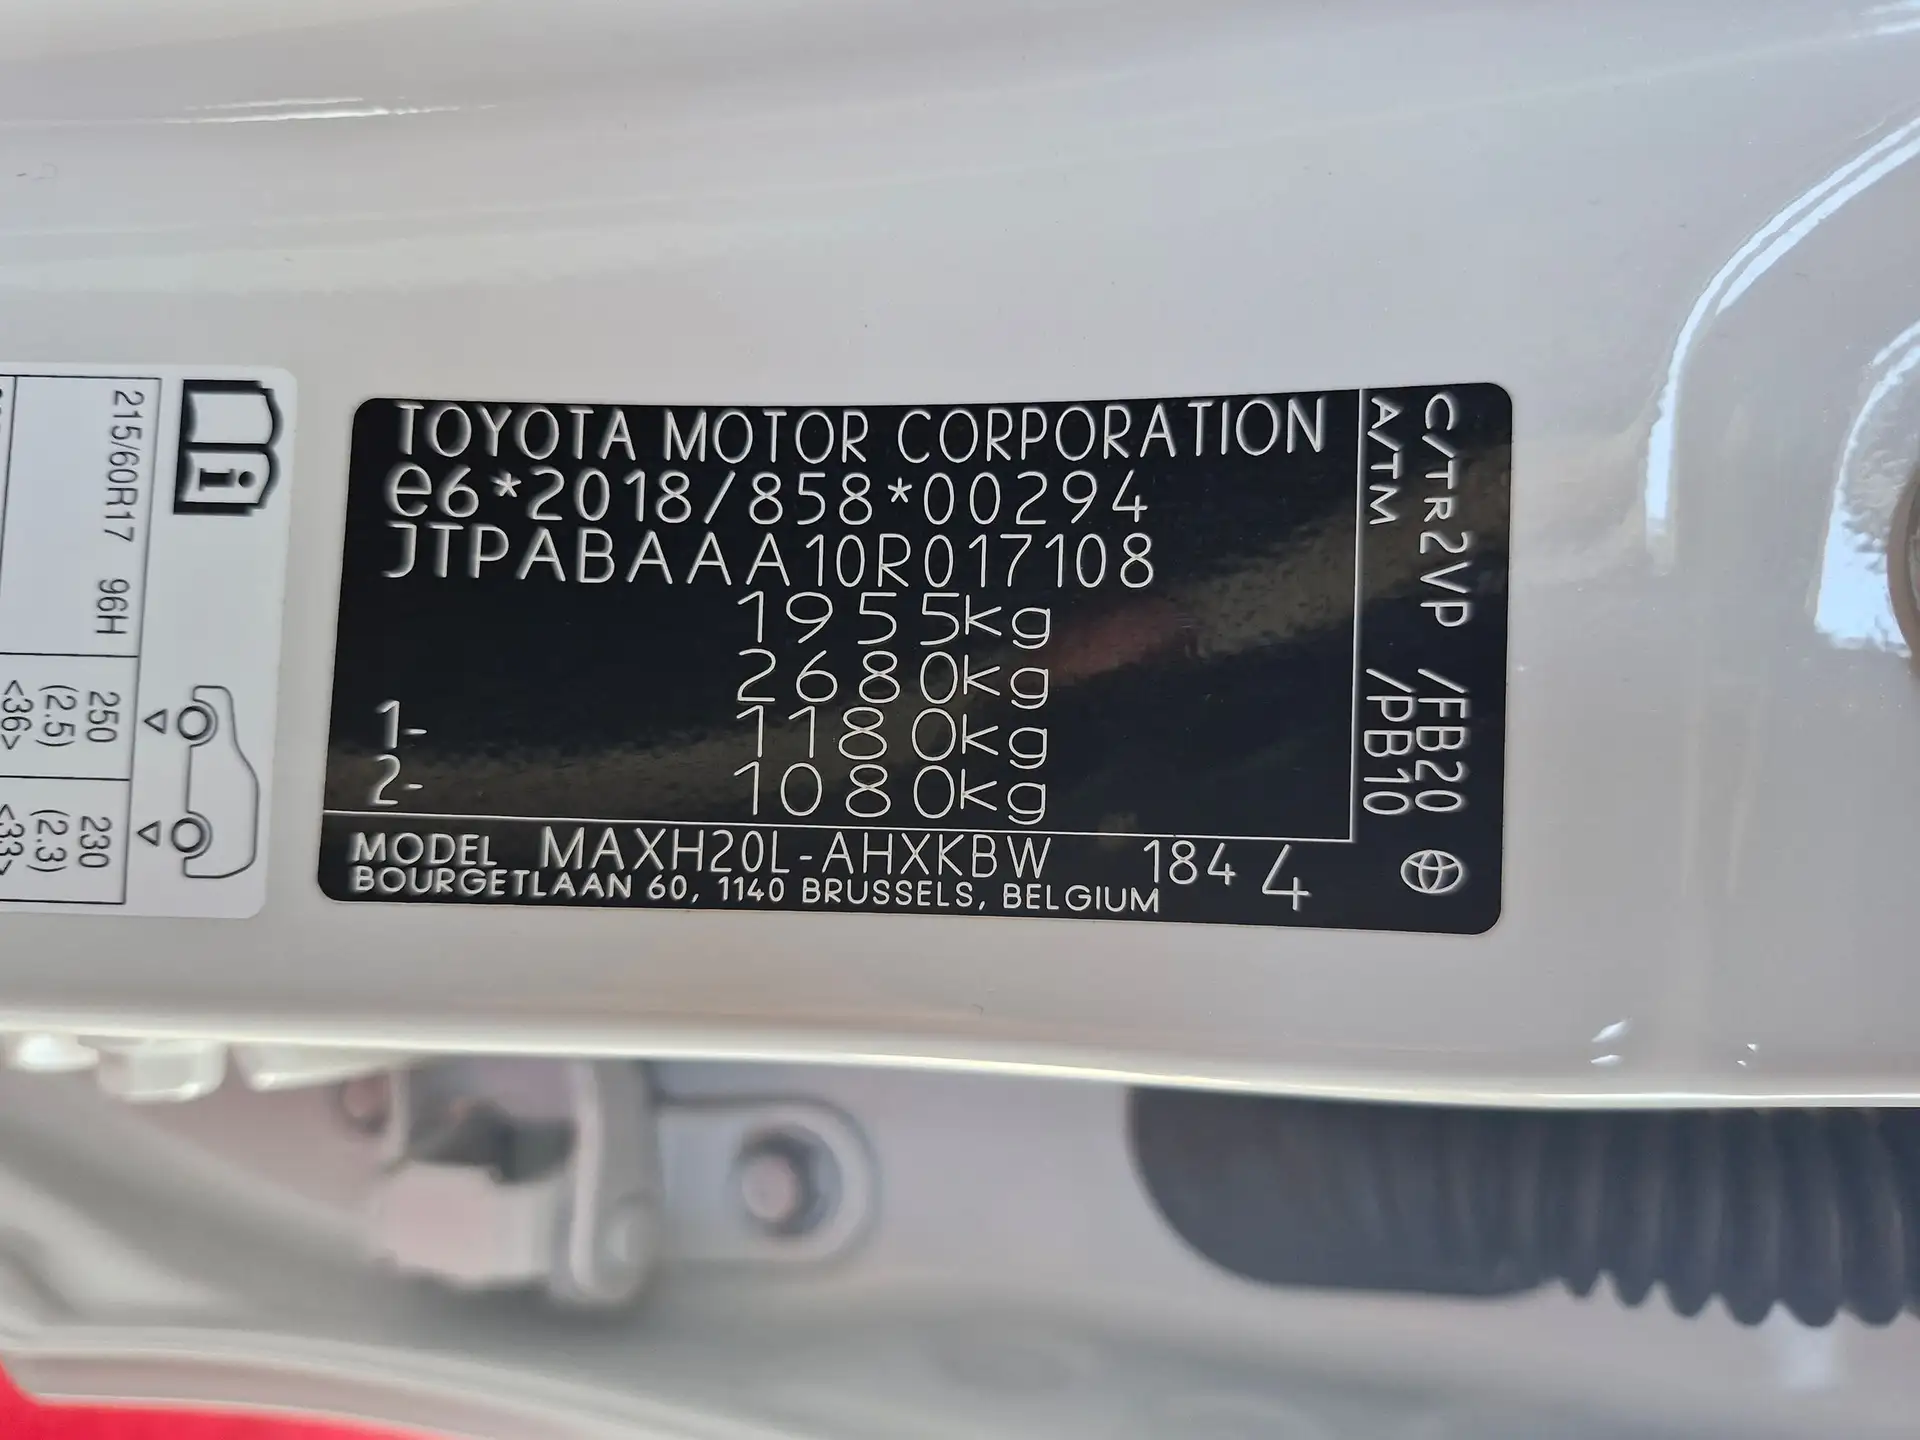 TOYOTA MOTOR CORPORATION
e6*2018/858*00294
JTPABAAA10R017108
1955kg
2680kg
1- 1180kg
2- 1080kg
MODEL MAXH20L-AHXKBW 184 4
BOURGETLAAN 60, 1140 BRUSSELS, BELGIUM
C/TR2VP /FB20
A/TM /PB10
215/60R17 96H
250
(2.5)
<36>
230
(2.3)
<33>